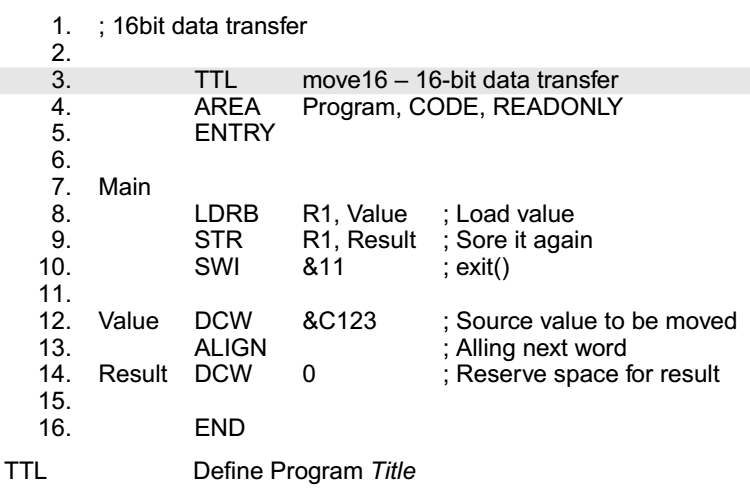 1. ; 16bit data transfer
2.
3. TTL move16 – 16-bit data transfer
4. AREA Program, CODE, READONLY
5. ENTRY
6.
7. Main
8. LDRB R1, Value ; Load value
9. STR R1, Result ; Sore it again
10. SWI &11 ; exit()
11.
12. Value DCW &C123 ; Source value to be moved
13. ALIGN ; Alling next word
14. Result DCW 0 ; Reserve space for result
15.
16. END
TTL Define Program Title